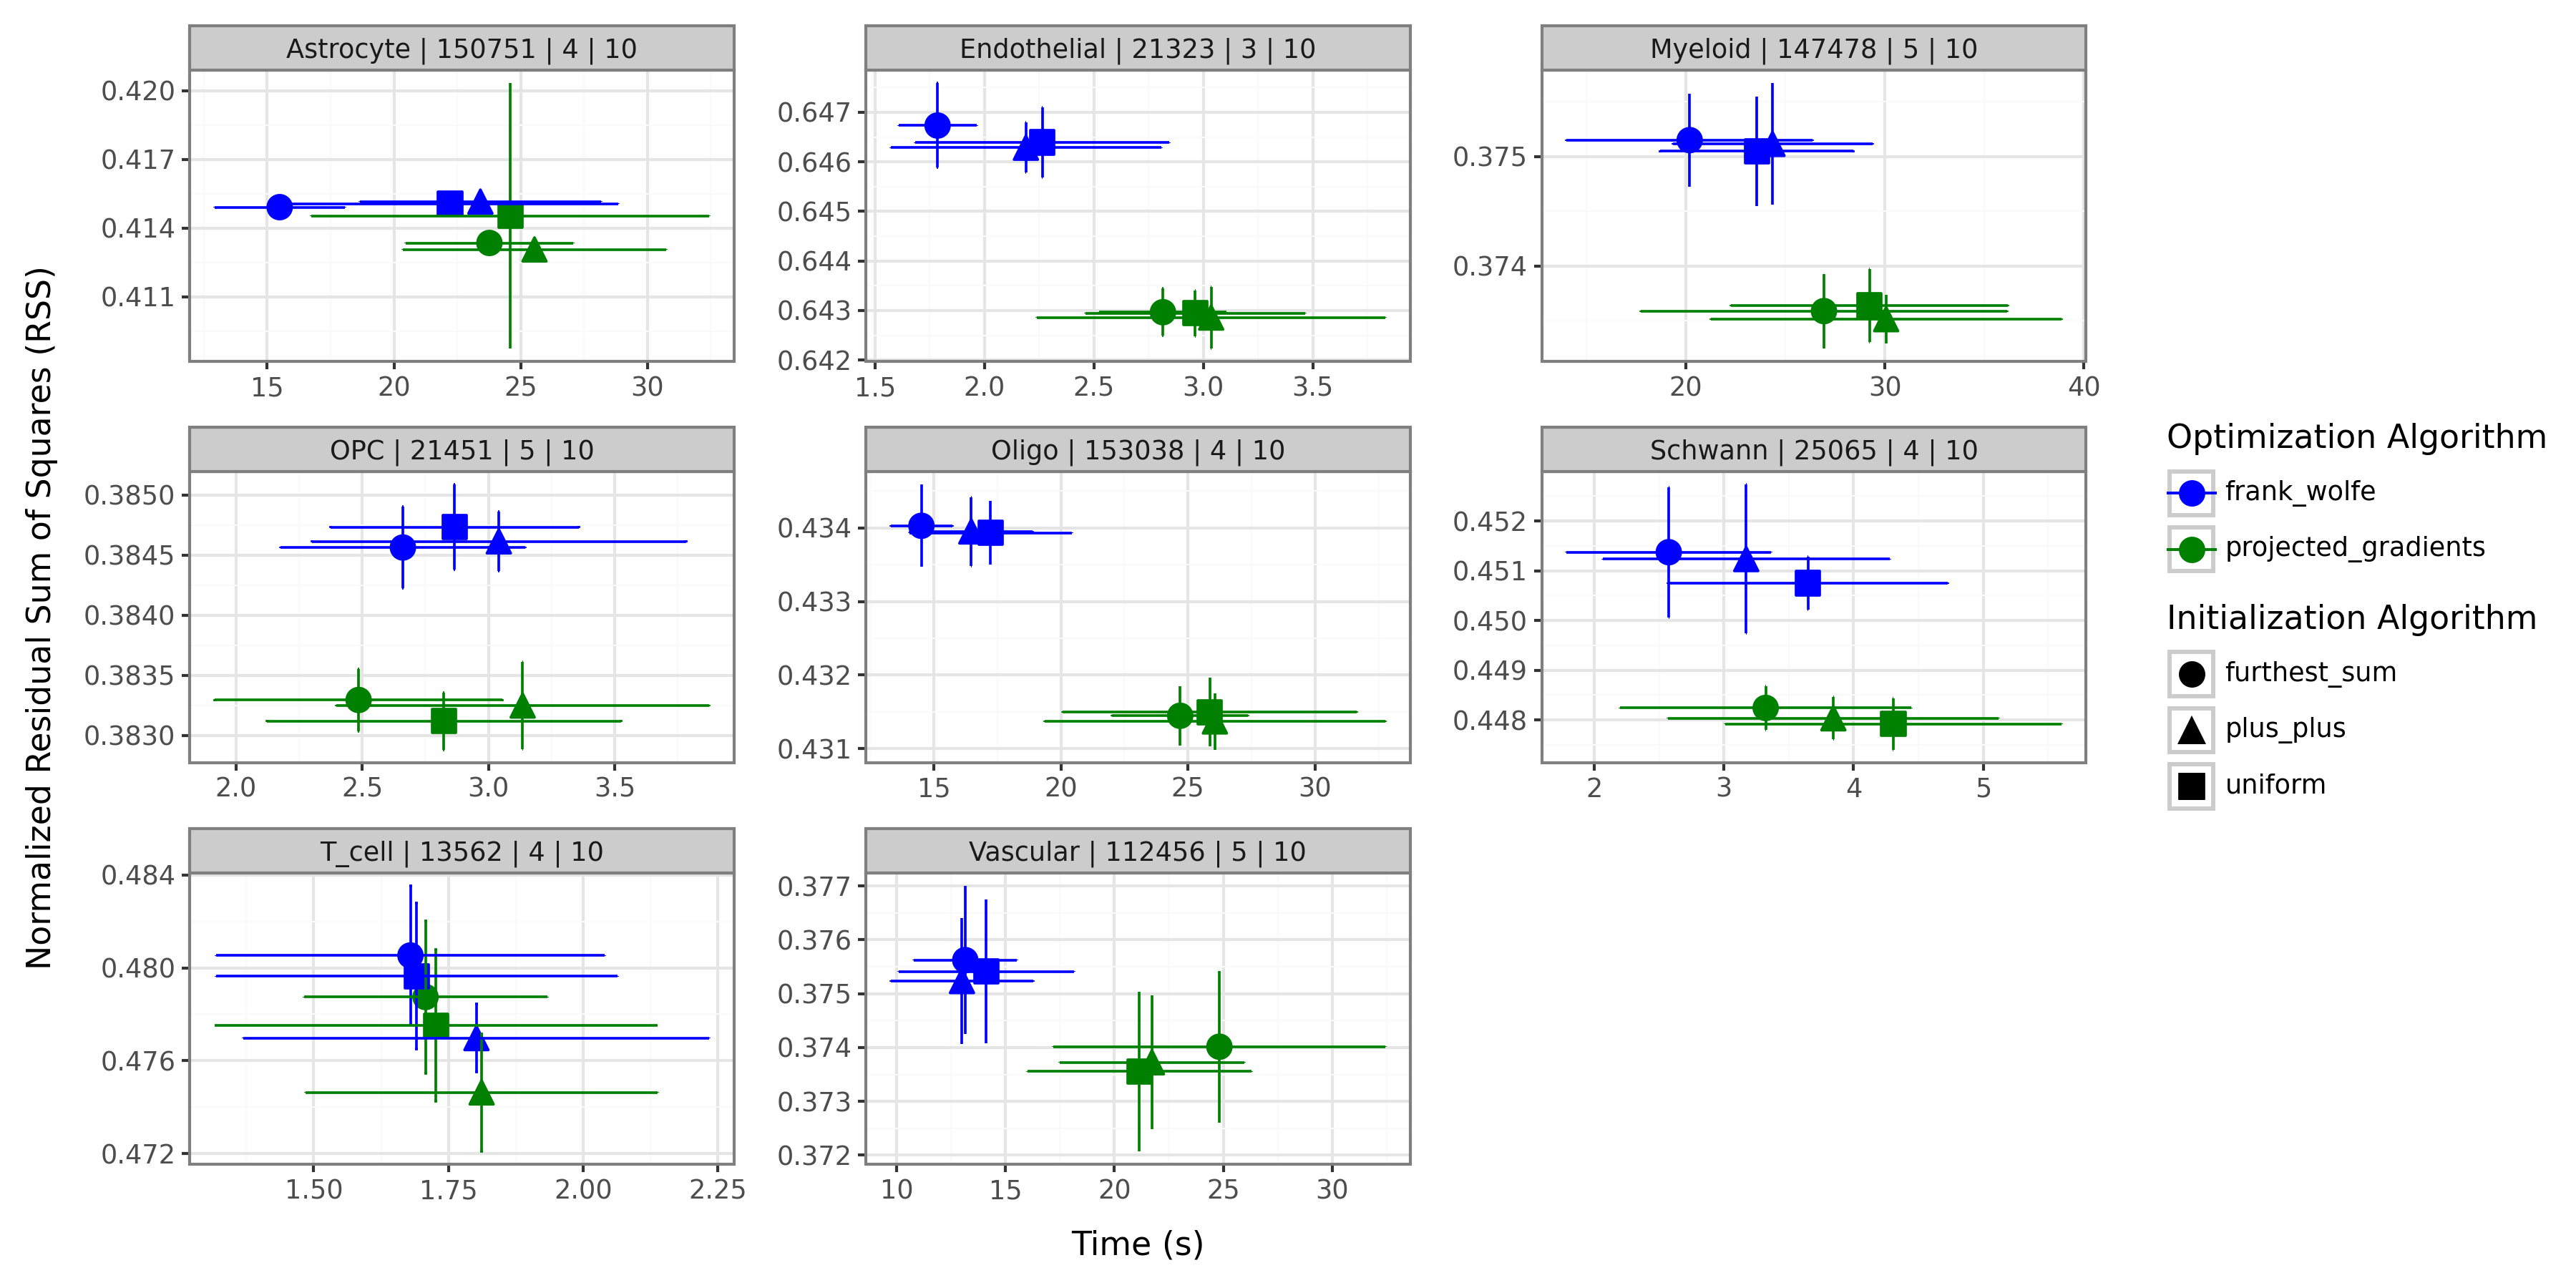 Normalized Residual Sum of Squares (RSS)
Astrocyte | 150751 | 4 | 10
0.420
0.417
0.414
0.411
15 20 25 30
Endothelial | 21323 | 3 | 10
0.647
0.646
0.645
0.644
0.643
0.642
1.5 2.0 2.5 3.0 3.5
Myeloid | 147478 | 5 | 10
0.375
0.374
20 30 40
OPC | 21451 | 5 | 10
0.3850
0.3845
0.3840
0.3835
0.3830
2.0 2.5 3.0 3.5
Oligo | 153038 | 4 | 10
0.434
0.433
0.432
0.431
15 20 25 30
Schwann | 25065 | 4 | 10
0.452
0.451
0.450
0.449
0.448
2 3 4 5
T_cell | 13562 | 4 | 10
0.484
0.480
0.476
0.472
1.50 1.75 2.00 2.25
Vascular | 112456 | 5 | 10
0.377
0.376
0.375
0.374
0.373
0.372
10 15 20 25 30
Time (s)
Optimization Algorithm
frank_wolfe
projected_gradients
Initialization Algorithm
furthest_sum
plus_plus
uniform